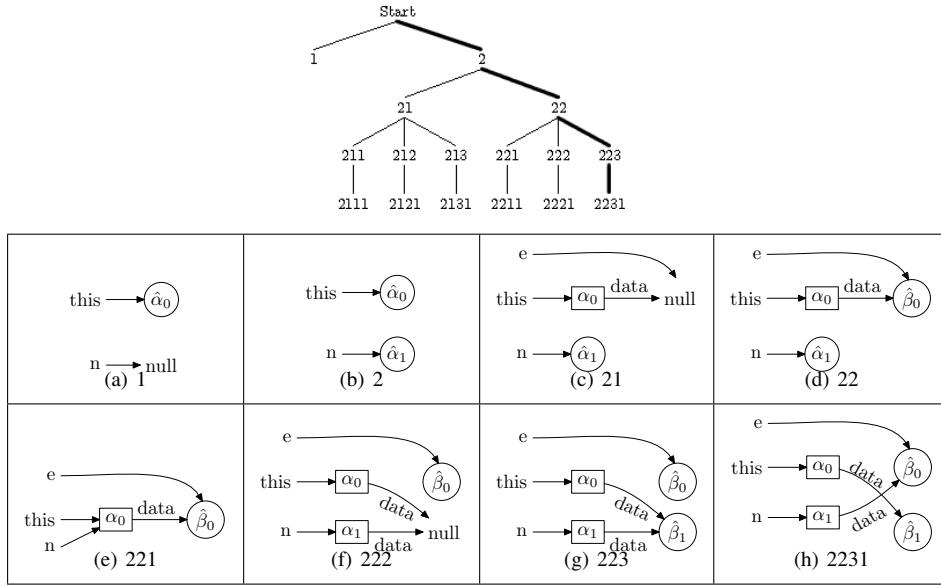 Start
1 2
21 22
211 212 213 221 222 223
2111 2121 2131 2211 2221 2231
this α̂₀
n null
(a) 1
this α̂₀
n α̂₁
(b) 2
e
this α₀ data null
n α̂₁
(c) 21
e
this α₀ data β̂₀
n α̂₁
(d) 22
e
this α₀ data β̂₀
n
(e) 221
e β̂₀
this α₀ data
n α₁ data null
(f) 222
e β̂₀
this α₀ data
n α₁ data β̂₁
(g) 223
e β̂₀
this α₀ data
n α₁ data β̂₁
(h) 2231